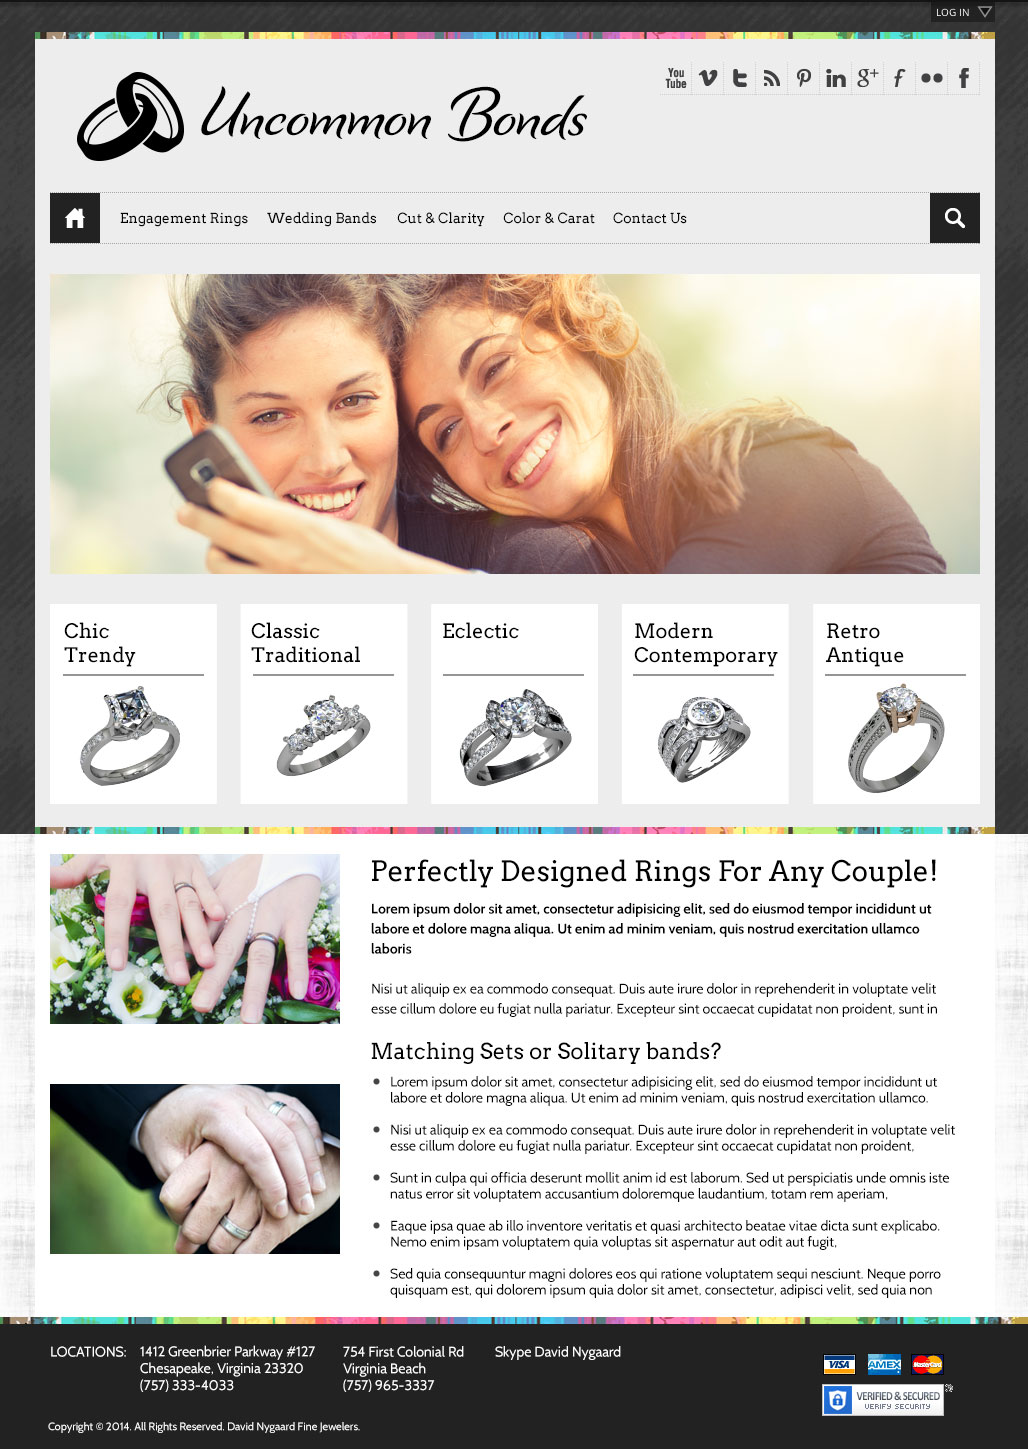 LOG IN
You
Tube
Uncommon Bonds
Engagement Rings Wedding Bands Cut & Clarity Color & Carat Contact Us
Chic
Trendy
Classic
Traditional
Eclectic
Modern
Contemporary
Retro
Antique
Perfectly Designed Rings For Any Couple!
Lorem ipsum dolor sit amet, consectetur adipisicing elit, sed do eiusmod tempor incididunt ut
labore et dolore magna aliqua. Ut enim ad minim veniam, quis nostrud exercitation ullamco
laboris
Nisi ut aliquip ex ea commodo consequat. Duis aute irure dolor in reprehenderit in voluptate velit
esse cillum dolore eu fugiat nulla pariatur. Excepteur sint occaecat cupidatat non proident, sunt in
Matching Sets or Solitary bands?
• Lorem ipsum dolor sit amet, consectetur adipisicing elit, sed do eiusmod tempor incididunt ut
labore et dolore magna aliqua. Ut enim ad minim veniam, quis nostrud exercitation ullamco.
• Nisi ut aliquip ex ea commodo consequat. Duis aute irure dolor in reprehenderit in voluptate velit
esse cillum dolore eu fugiat nulla pariatur. Excepteur sint occaecat cupidatat non proident,
• Sunt in culpa qui officia deserunt mollit anim id est laborum. Sed ut perspiciatis unde omnis iste
natus error sit voluptatem accusantium doloremque laudantium, totam rem aperiam,
• Eaque ipsa quae ab illo inventore veritatis et quasi architecto beatae vitae dicta sunt explicabo.
Nemo enim ipsam voluptatem quia voluptas sit aspernatur aut odit aut fugit,
• Sed quia consequuntur magni dolores eos qui ratione voluptatem sequi nesciunt. Neque porro
quisquam est, qui dolorem ipsum quia dolor sit amet, consectetur, adipisci velit, sed quia non
LOCATIONS:
1412 Greenbrier Parkway #127
Chesapeake, Virginia 23320
(757) 333-4033
754 First Colonial Rd
Virginia Beach
(757) 965-3337
Skype David Nygaard
VISA AMEX MasterCard
VERIFIED & SECURED
VERIFY SECURITY
Copyright © 2014. All Rights Reserved. David Nygaard Fine Jewelers.